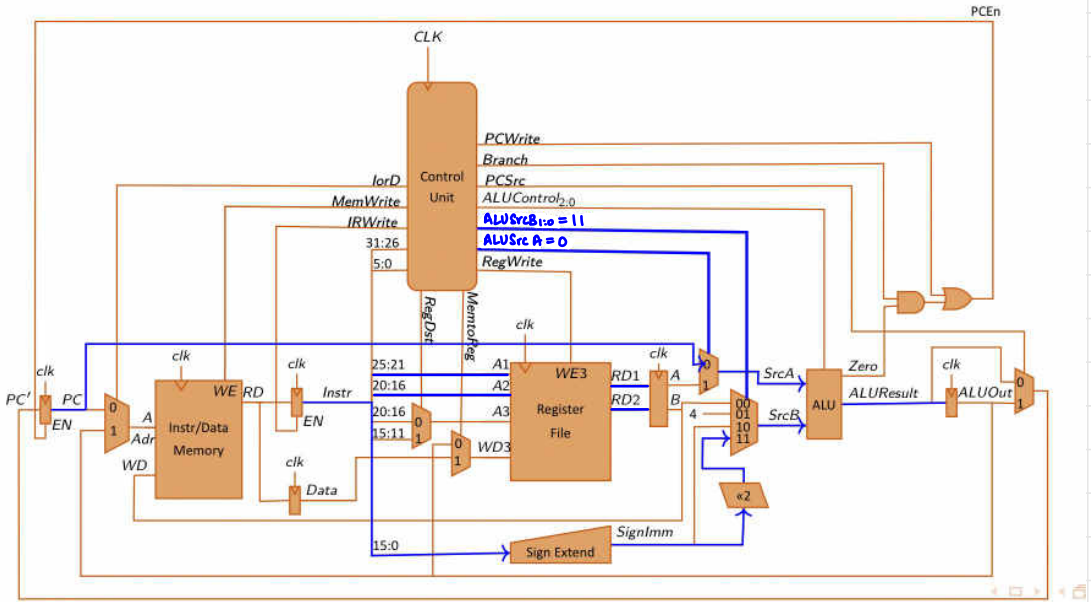 PCEn
CLK
PCWrite
Branch
IorD
Control
Unit
PCSrc
MemWrite
ALUControl2:0
IRWrite
ALUSrcB1:0 = 11
31:26
ALUSrc A = 0
5:0
RegWrite
RegDst
MemtoReg
clk
clk
clk
clk
clk
clk
25:21
A1
WE3
RD1
A
0
1
SrcA
Zero
PC'
PC
EN
0
1
A
Adr
WE
RD
Instr
EN
20:16
A2
RD2
B
00
01
10
11
4
SrcB
ALU
ALUResult
ALUOut
0
1
Instr/Data
Memory
20:16
A3
Register
File
15:11
0
1
0
1
WD3
WD
clk
Data
«2
15:0
Sign Extend
SignImm